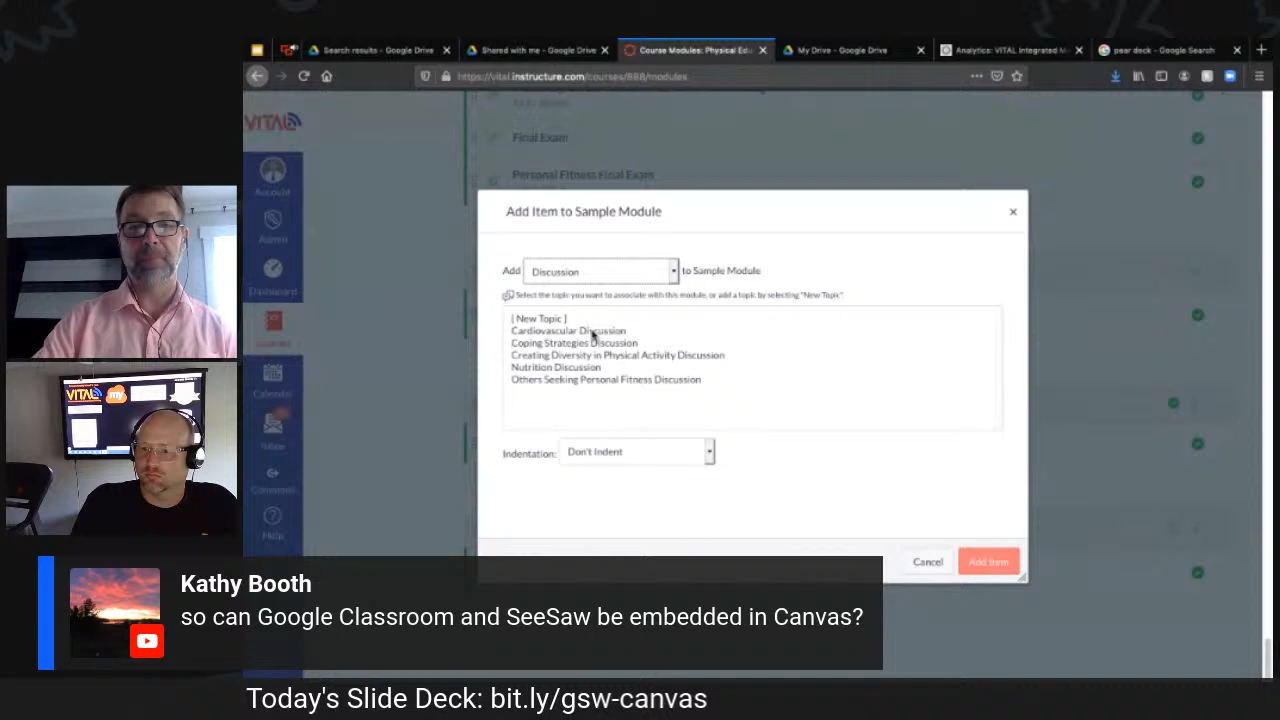 Search results - Google Drive
Shared with me - Google Drive
Course Modules: Physical Edu
My Drive - Google Drive
Analytics: VITAL Integrated M
pear deck - Google Search
https://vital.instructure.com/courses/888/modules
VITAL
Final Exam
Account
Personal Fitness Final Exam
Admin
Add Item to Sample Module
Dashboard
Add
Discussion
to Sample Module
Select the topic you want to associate with this module, or add a topic by selecting "New Topic".
[ New Topic ]
Cardiovascular Discussion
Coping Strategies Discussion
Creating Diversity in Physical Activity Discussion
Nutrition Discussion
Others Seeking Personal Fitness Discussion
Calendar
VITAL
my
Indentation:
Don't Indent
Inbox
Commons
Help
Cancel
Add Item
Kathy Booth
so can Google Classroom and SeeSaw be embedded in Canvas?
Today's Slide Deck: bit.ly/gsw-canvas